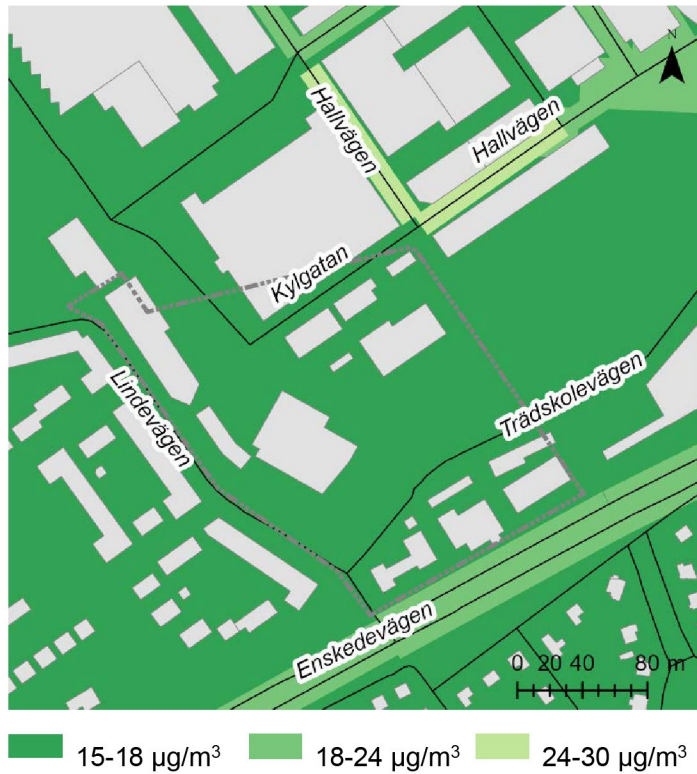 N
Hallvägen
Hallvägen
Kylgatan
Trädskolevägen
Lindevägen
Enskedevägen
0 20 40 80 m
15-18 µg/m³ 18-24 µg/m³ 24-30 µg/m³